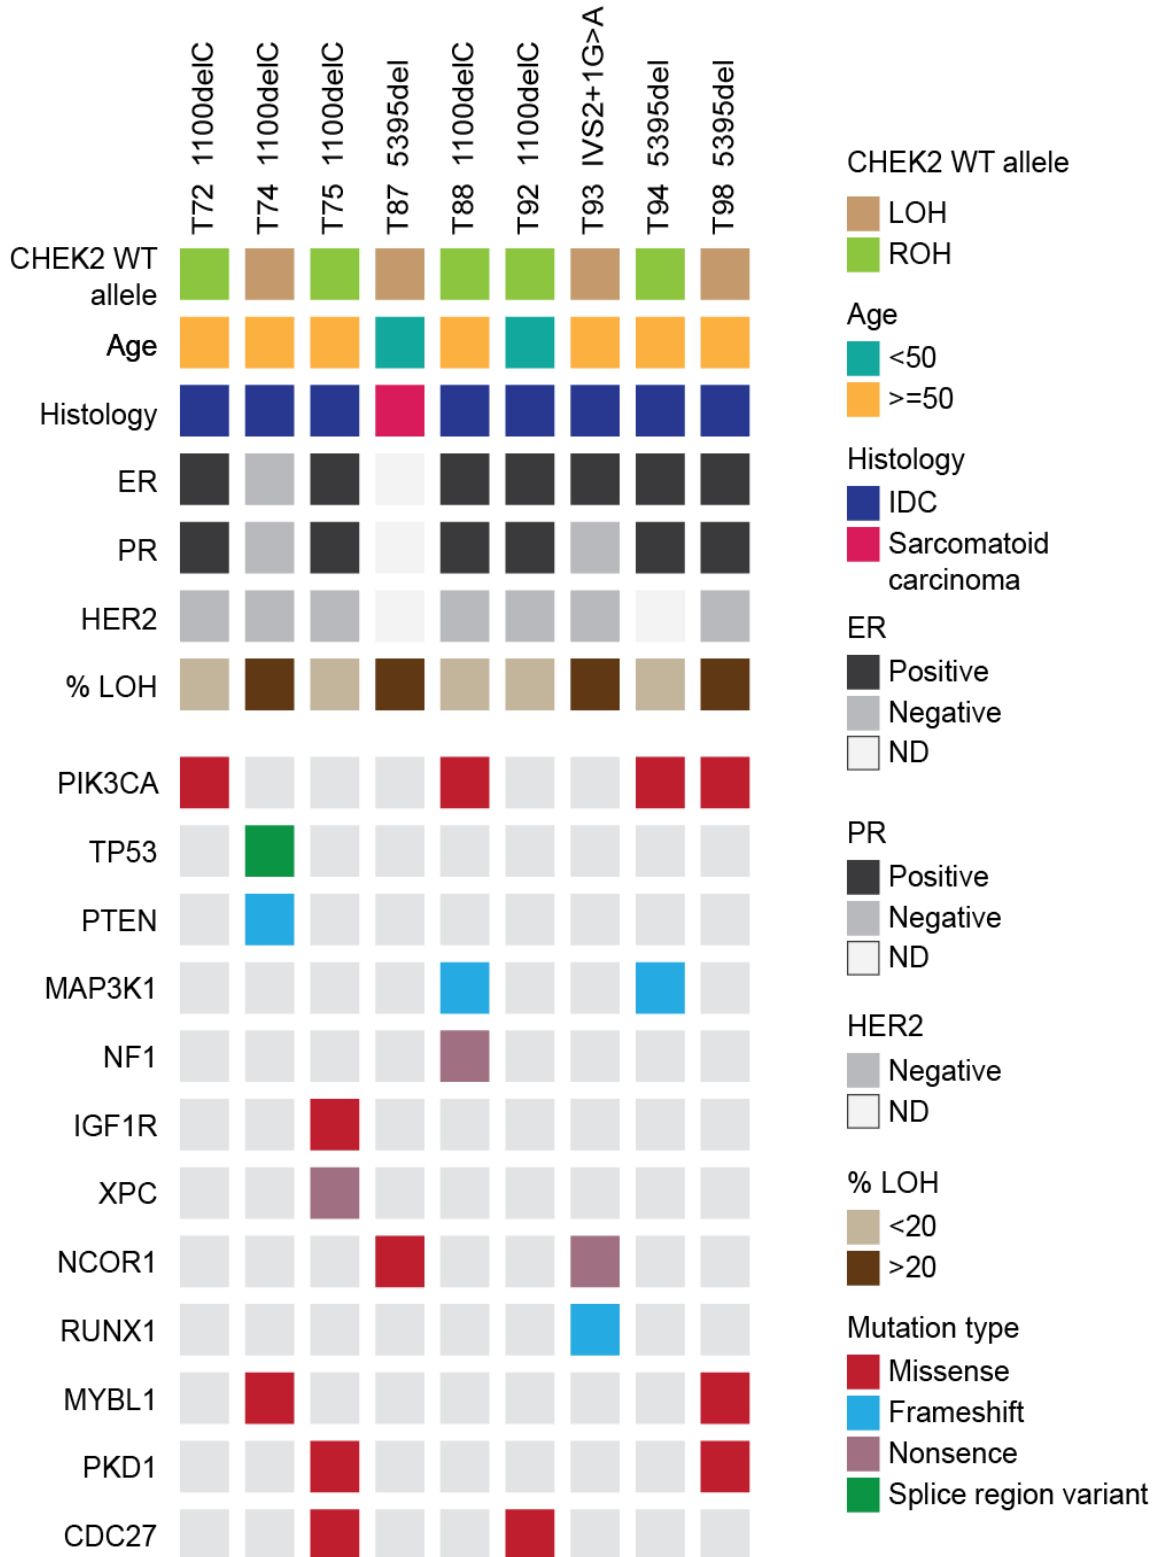 T72 1100delC
T74 1100delC
T75 1100delC
T87 5395del
T88 1100delC
T92 1100delC
T93 IVS2+1G>A
T94 5395del
T98 5395del
CHEK2 WT
allele
Age
Histology
ER
PR
HER2
% LOH
PIK3CA
TP53
PTEN
MAP3K1
NF1
IGF1R
XPC
NCOR1
RUNX1
MYBL1
PKD1
CDC27
CHEK2 WT allele
LOH
ROH
Age
<50
>=50
Histology
IDC
Sarcomatoid
carcinoma
ER
Positive
Negative
ND
PR
Positive
Negative
ND
HER2
Negative
ND
% LOH
<20
>20
Mutation type
Missense
Frameshift
Nonsence
Splice region variant